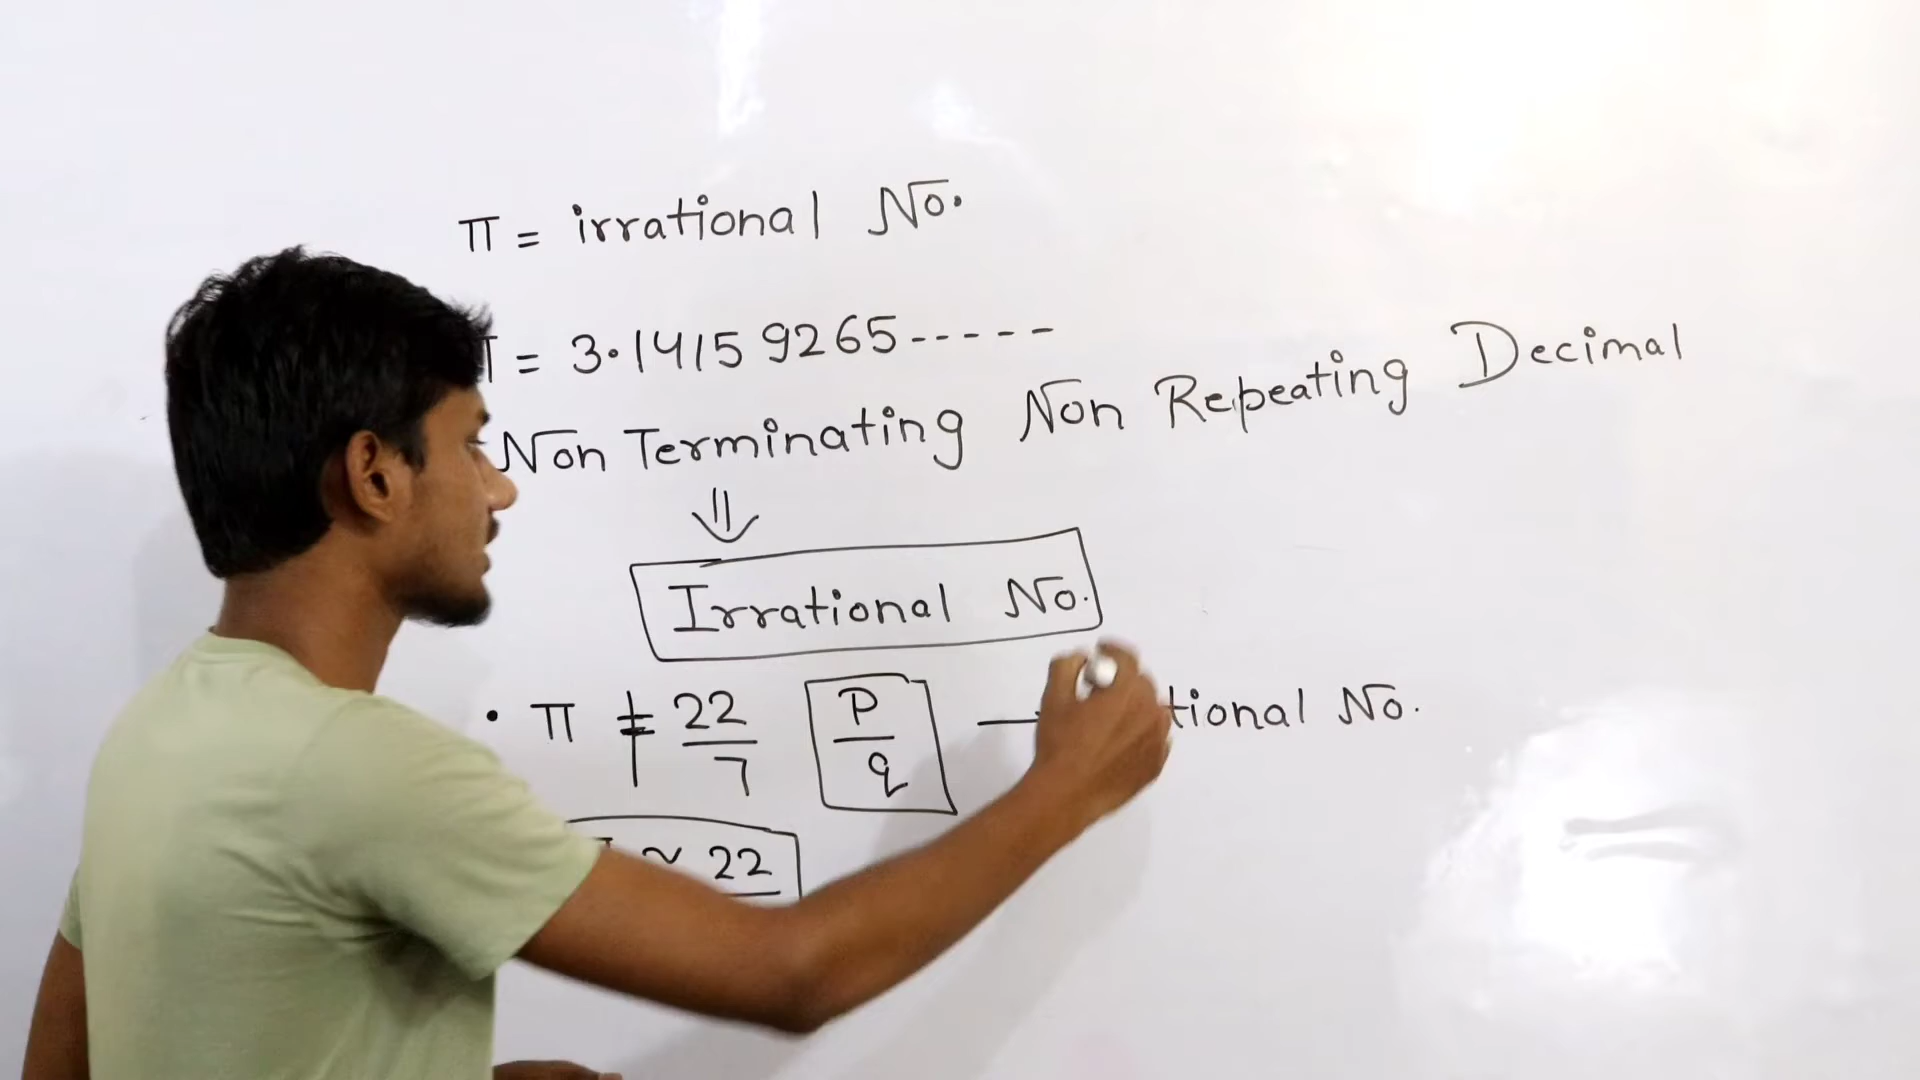 π = irrational No.
= 3.14159265-----
Non Terminating Non Repeating Decimal
⇓
Irrational No.
• π ≠ 22/7 P/q — tional No.
≈ 22